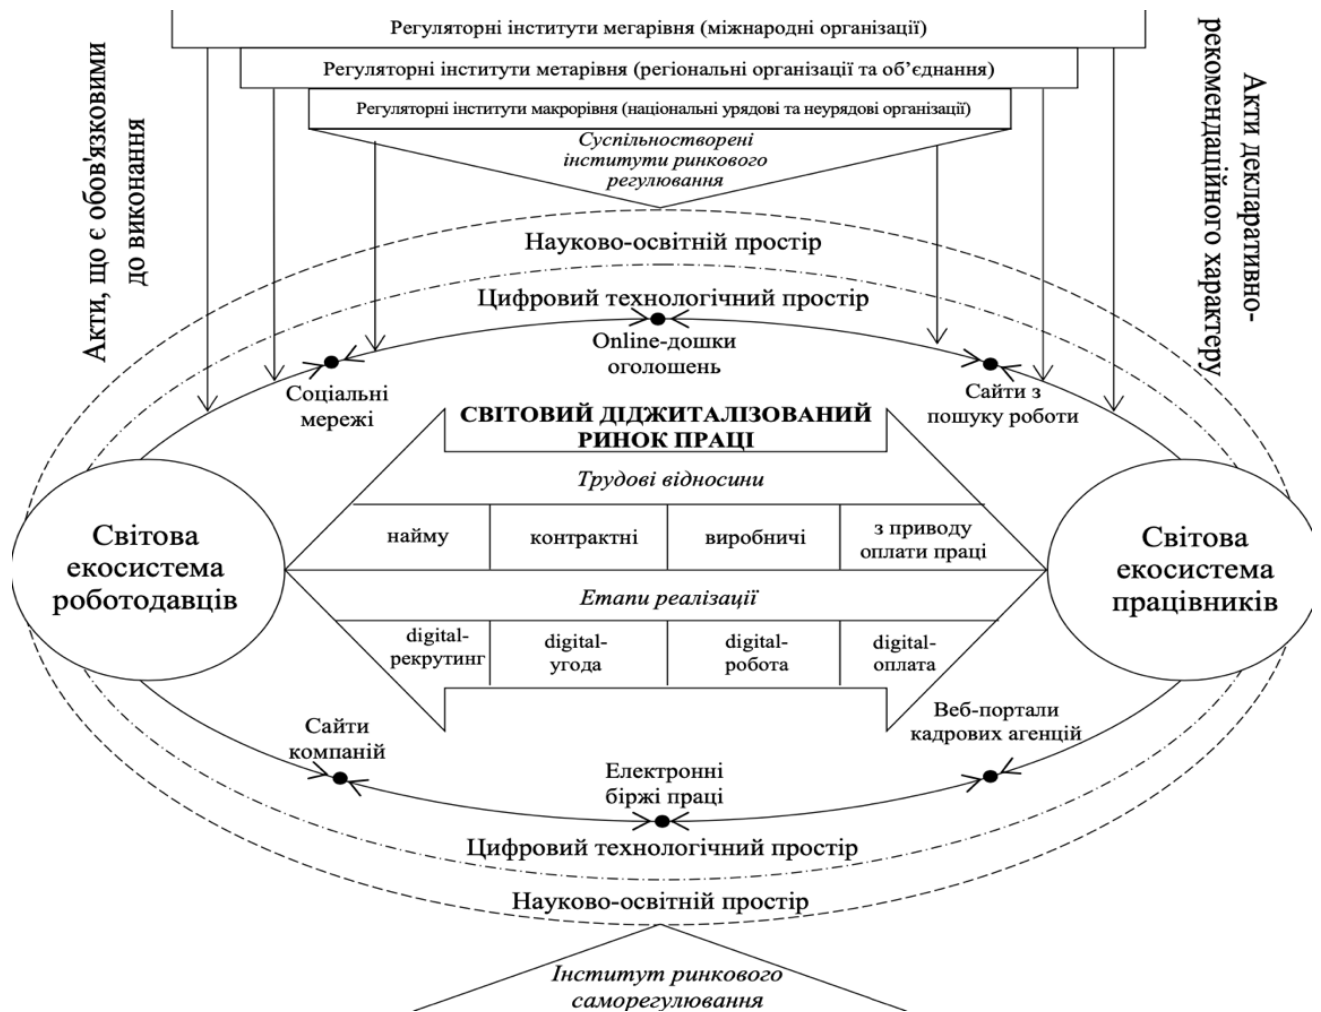 Регуляторні інститути мегарівня (міжнародні організації)
Регуляторні інститути метарівня (регіональні організації та об’єднання)
Регуляторні інститути макрорівня (національні урядові та неурядові організації)
Суспільностворені
інститути ринкового
регулювання
Акти, що є обов'язковими
до виконання
Акти декларативно-
рекомендаційного характеру
Науково-освітній простір
Цифровий технологічний простір
Online-дошки
оголошень
Соціальні
мережі
Сайти з
пошуку роботи
СВІТОВИЙ ДІДЖИТАЛІЗОВАНИЙ
РИНОК ПРАЦІ
Трудові відносини
найму
контрактні
виробничі
з приводу
оплати праці
Світова
екосистема
роботодавців
Світова
екосистема
працівників
Етапи реалізації
digital-
рекрутинг
digital-
угода
digital-
робота
digital-
оплата
Сайти
компаній
Веб-портали
кадрових агенцій
Електронні
біржі праці
Цифровий технологічний простір
Науково-освітній простір
Інститут ринкового
саморегулювання